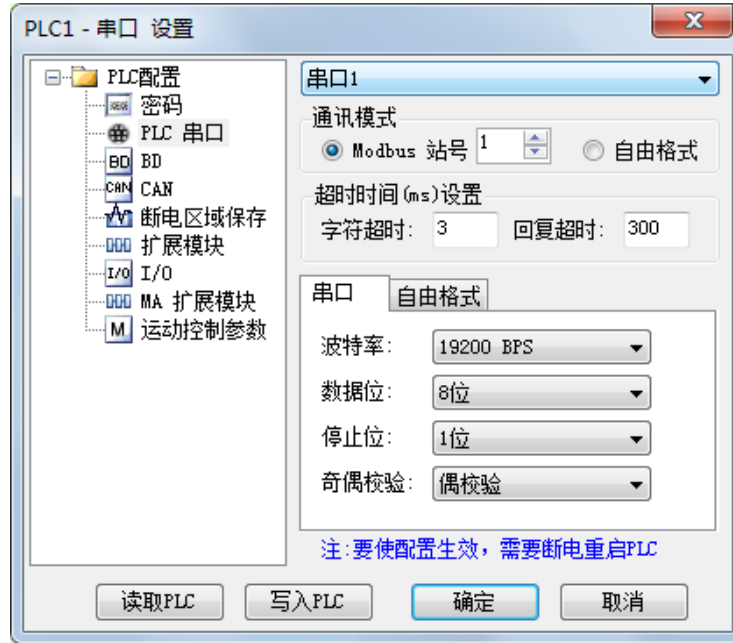 PLC1 - 串口 设置
PLC配置
密码
PLC 串口
BD BD
CAN CAN
断电区域保存
扩展模块
I/O I/O
MA 扩展模块
M 运动控制参数
串口1
通讯模式
Modbus 站号 1 自由格式
超时时间(ms)设置
字符超时: 3 回复超时: 300
串口 自由格式
波特率: 19200 BPS
数据位: 8位
停止位: 1位
奇偶校验: 偶校验
注:要使配置生效，需要断电重启PLC
读取PLC 写入PLC 确定 取消